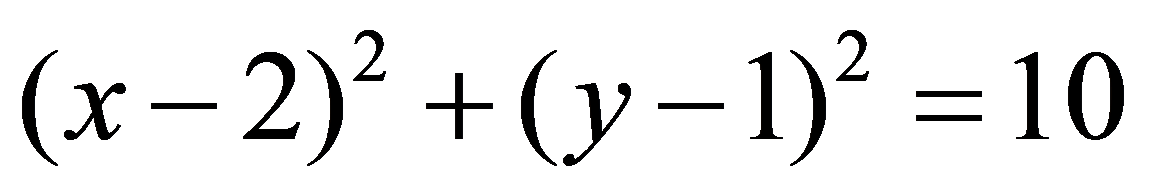 (x − 2)² + (y − 1)² = 10